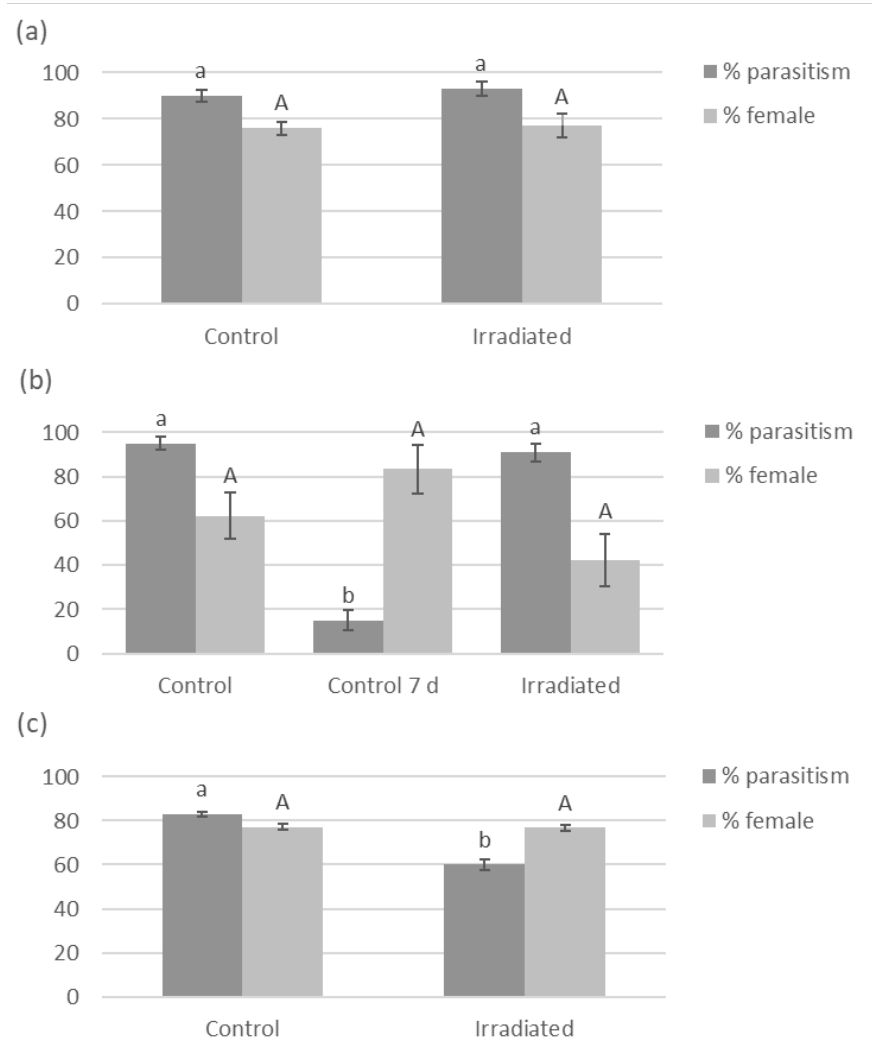 (a)
100
80
60
40
20
0
a
A
a
A
Control
Irradiated
% parasitism
% female
(b)
100
80
60
40
20
0
a
A
b
A
a
A
Control
Control 7 d
Irradiated
% parasitism
% female
(c)
100
80
60
40
20
0
a
A
b
A
Control
Irradiated
% parasitism
% female